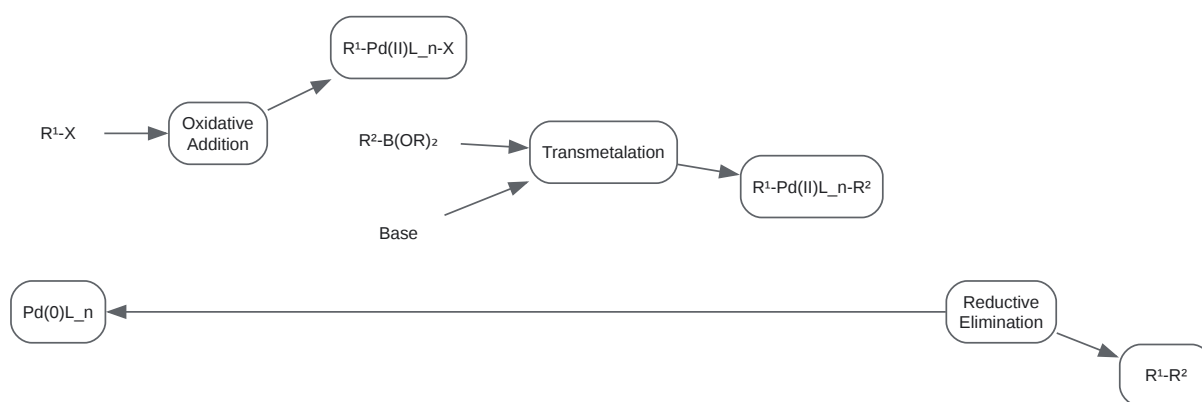 R¹-Pd(II)L_n-X
R¹-X
Oxidative
Addition
R²-B(OR)₂
Transmetalation
R¹-Pd(II)L_n-R²
Base
Pd(0)L_n
Reductive
Elimination
R¹-R²